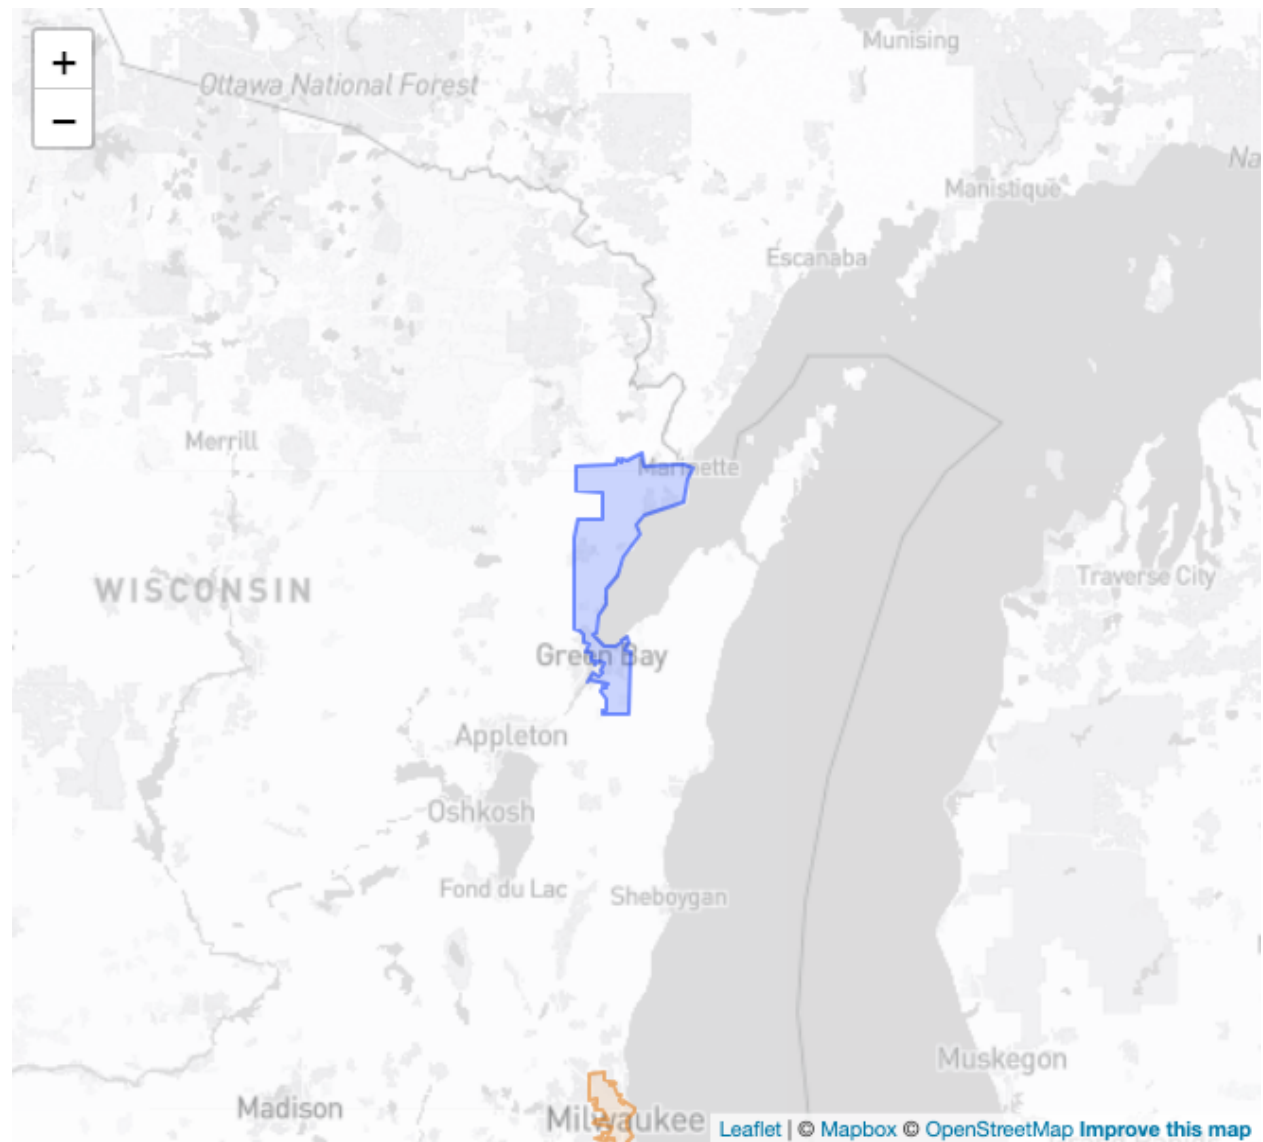 Munising
+
Ottawa National Forest
−
Na
Manistique
Escanaba
Merrill
Marinette
WISCONSIN
Traverse City
Green Bay
Appleton
Oshkosh
Fond du Lac
Sheboygan
Muskegon
Madison
Milwaukee
Leaflet | © Mapbox © OpenStreetMap Improve this map